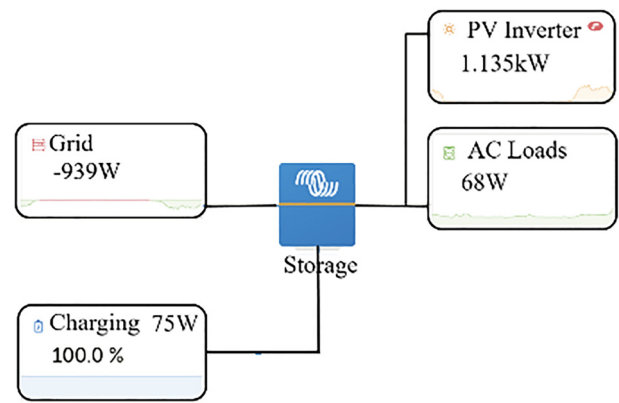 PV Inverter
1.135kW
Grid
-939W
AC Loads
68W
Storage
Charging 75W
100.0 %